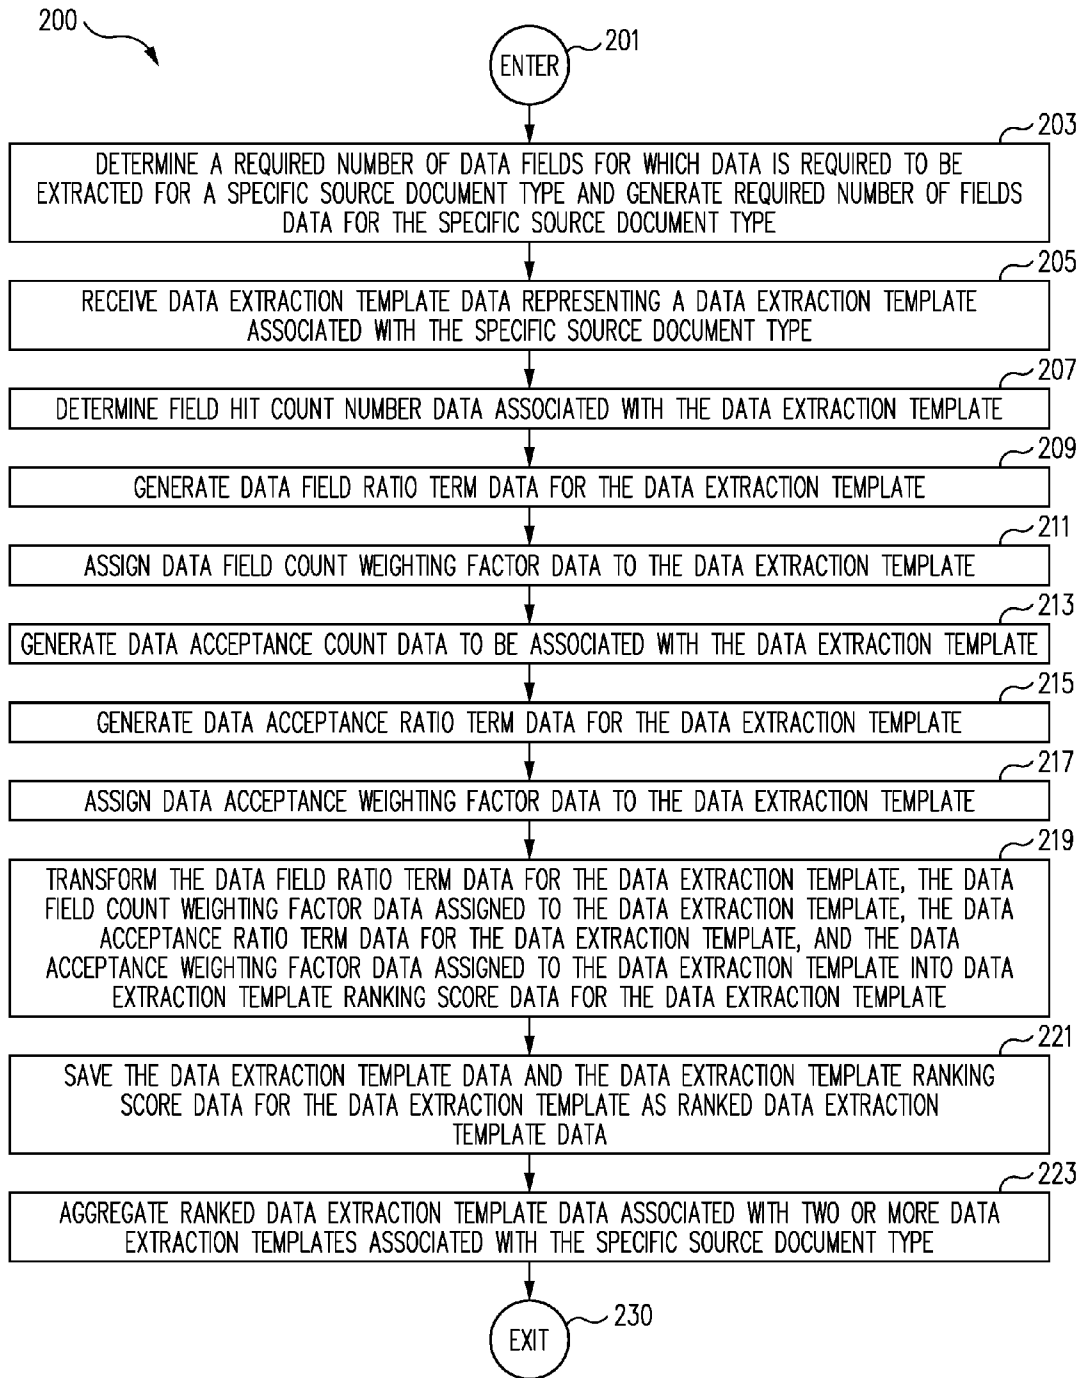 200
ENTER
201
203
DETERMINE A REQUIRED NUMBER OF DATA FIELDS FOR WHICH DATA IS REQUIRED TO BE
EXTRACTED FOR A SPECIFIC SOURCE DOCUMENT TYPE AND GENERATE REQUIRED NUMBER OF FIELDS
DATA FOR THE SPECIFIC SOURCE DOCUMENT TYPE
205
RECEIVE DATA EXTRACTION TEMPLATE DATA REPRESENTING A DATA EXTRACTION TEMPLATE
ASSOCIATED WITH THE SPECIFIC SOURCE DOCUMENT TYPE
207
DETERMINE FIELD HIT COUNT NUMBER DATA ASSOCIATED WITH THE DATA EXTRACTION TEMPLATE
209
GENERATE DATA FIELD RATIO TERM DATA FOR THE DATA EXTRACTION TEMPLATE
211
ASSIGN DATA FIELD COUNT WEIGHTING FACTOR DATA TO THE DATA EXTRACTION TEMPLATE
213
GENERATE DATA ACCEPTANCE COUNT DATA TO BE ASSOCIATED WITH THE DATA EXTRACTION TEMPLATE
215
GENERATE DATA ACCEPTANCE RATIO TERM DATA FOR THE DATA EXTRACTION TEMPLATE
217
ASSIGN DATA ACCEPTANCE WEIGHTING FACTOR DATA TO THE DATA EXTRACTION TEMPLATE
219
TRANSFORM THE DATA FIELD RATIO TERM DATA FOR THE DATA EXTRACTION TEMPLATE, THE DATA
FIELD COUNT WEIGHTING FACTOR DATA ASSIGNED TO THE DATA EXTRACTION TEMPLATE, THE DATA
ACCEPTANCE RATIO TERM DATA FOR THE DATA EXTRACTION TEMPLATE, AND THE DATA
ACCEPTANCE WEIGHTING FACTOR DATA ASSIGNED TO THE DATA EXTRACTION TEMPLATE INTO DATA
EXTRACTION TEMPLATE RANKING SCORE DATA FOR THE DATA EXTRACTION TEMPLATE
221
SAVE THE DATA EXTRACTION TEMPLATE DATA AND THE DATA EXTRACTION TEMPLATE RANKING
SCORE DATA FOR THE DATA EXTRACTION TEMPLATE AS RANKED DATA EXTRACTION
TEMPLATE DATA
223
AGGREGATE RANKED DATA EXTRACTION TEMPLATE DATA ASSOCIATED WITH TWO OR MORE DATA
EXTRACTION TEMPLATES ASSOCIATED WITH THE SPECIFIC SOURCE DOCUMENT TYPE
EXIT
230